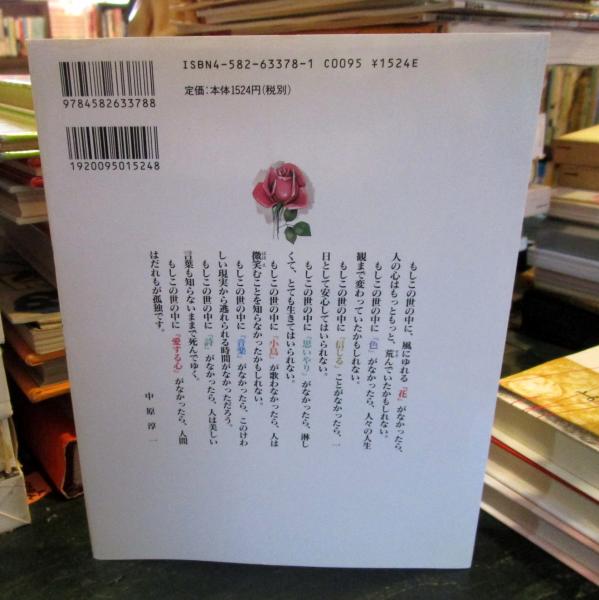 ISBN4-582-63378-1 C0095 ¥1524E
定価:本体1524円(税別)
9784582633788
1920095015248
もしこの世の中に、風にゆれる『花』がなかったら、
人の心はもっともっと、荒んでいたかもしれない。
もしこの世の中に『色』がなかったら、人々の人生
観まで変わっていたかもしれない。
もしこの世の中に『信じる』ことがなかったら、一
日として安心してはいられない。
もしこの世の中に『思いやり』がなかったら、淋し
くて、とても生きてはいられない。
もしこの世の中に『小鳥』が歌わなかったら、人は
微笑むことを知らなかったかもしれない。
もしこの世の中に『音楽』がなかったら、このけわ
しい現実から逃れられる時間がなかっただろう。
もしこの世の中に『詩』がなかったら、人は美しい
言葉も知らないままで死んでゆく。
もしこの世の中に『愛する心』がなかったら、人間
はだれもが孤独です。
中原淳一